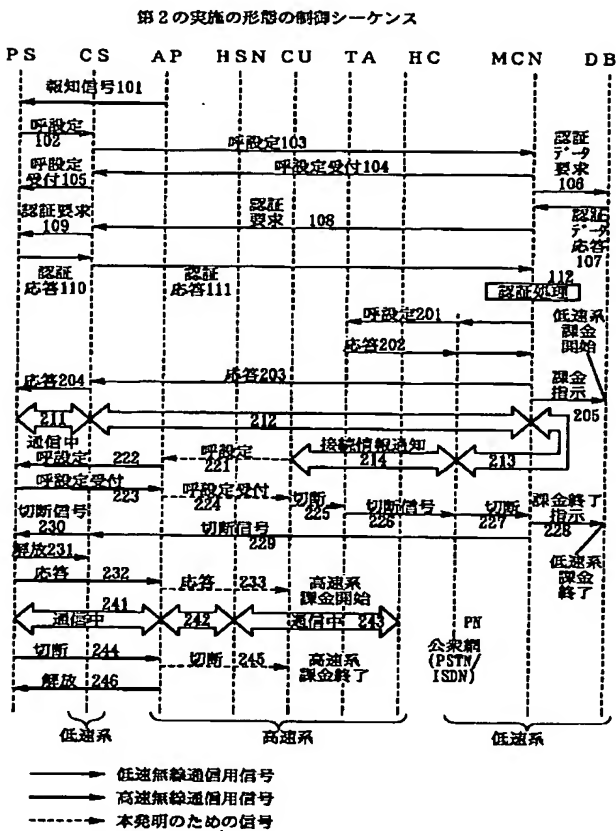 第2の実施の形態の制御シーケンス
PS CS AP HSN CU TA HC MCN DB
報知信号101
呼設定
102
呼設定103
認証
データ
要求
106
呼設定受付104
呼設定
受付105
認証要求
109
認証
要求 108
認証
データ
応答
107
認証
応答110
認証
応答111
112
認証処理
呼設定201
低速系
課金
開始
応答202
応答204
応答203
課金
指示
205
211
212
通信中
呼設定 222
呼設定
221
接続情報通知
214
213
呼設定受付
223
呼設定受付
224
切断
225
切断信号
226
切断
227
課金終了
指示
228
切断信号
230
切断信号
229
解放231
低速系
課金
終了
応答 232
応答 233
高速系
課金開始
241
通信中
242
通信中 243
PN
公衆網
(PSTN/
ISDN)
切断 244
切断 245
高速系
課金終了
解放 246
低速系
高速系
低速系
低速無線通信用信号
高速無線通信用信号
本発明のための信号